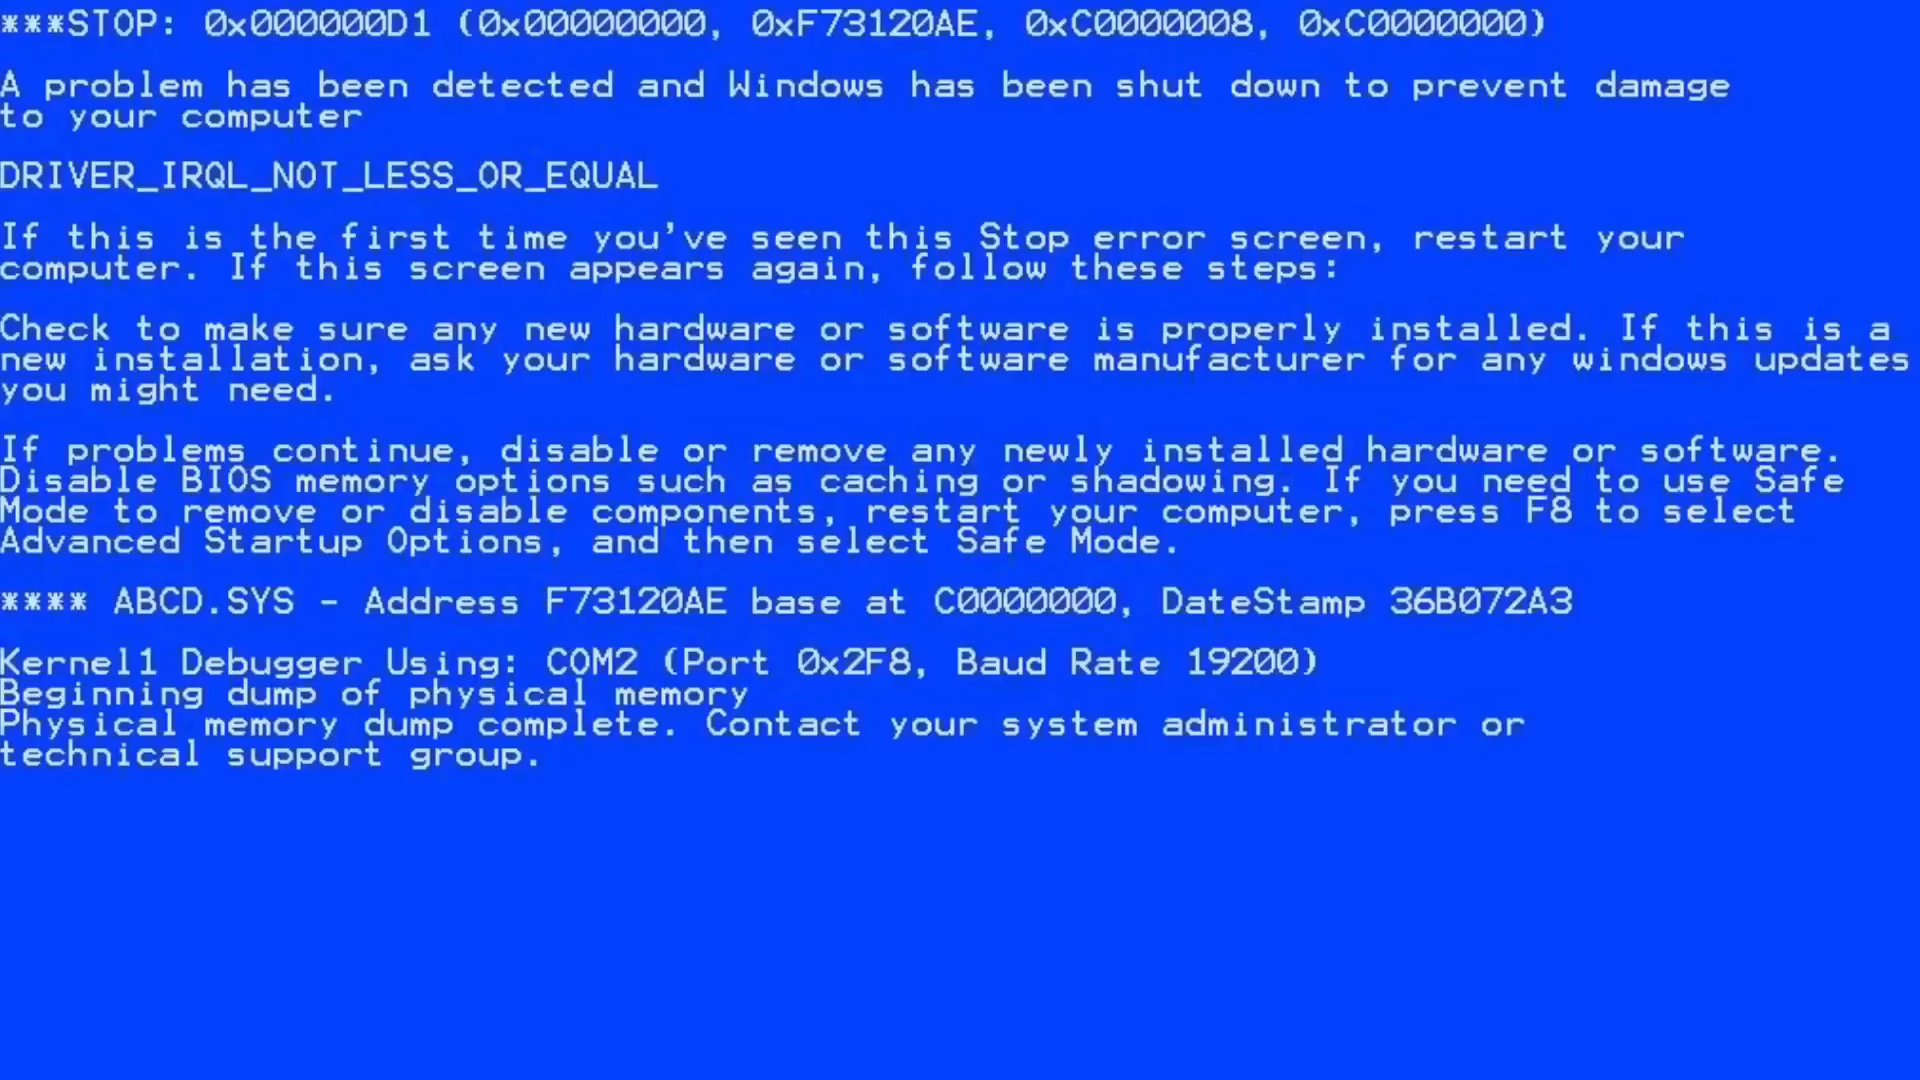 ***STOP: 0x000000D1 (0x00000000, 0xF73120AE, 0xC0000008, 0xC0000000)
A problem has been detected and Windows has been shut down to prevent damage
to your computer
DRIVER_IRQL_NOT_LESS_OR_EQUAL
If this is the first time you've seen this Stop error screen, restart your
computer. If this screen appears again, follow these steps:
Check to make sure any new hardware or software is properly installed. If this is a
new installation, ask your hardware or software manufacturer for any windows updates
you might need.
If problems continue, disable or remove any newly installed hardware or software.
Disable BIOS memory options such as caching or shadowing. If you need to use Safe
Mode to remove or disable components, restart your computer, press F8 to select
Advanced Startup Options, and then select Safe Mode.
**** ABCD.SYS - Address F73120AE base at C0000000, DateStamp 36B072A3
Kernel1 Debugger Using: COM2 (Port 0x2F8, Baud Rate 19200)
Beginning dump of physical memory
Physical memory dump complete. Contact your system administrator or
technical support group.